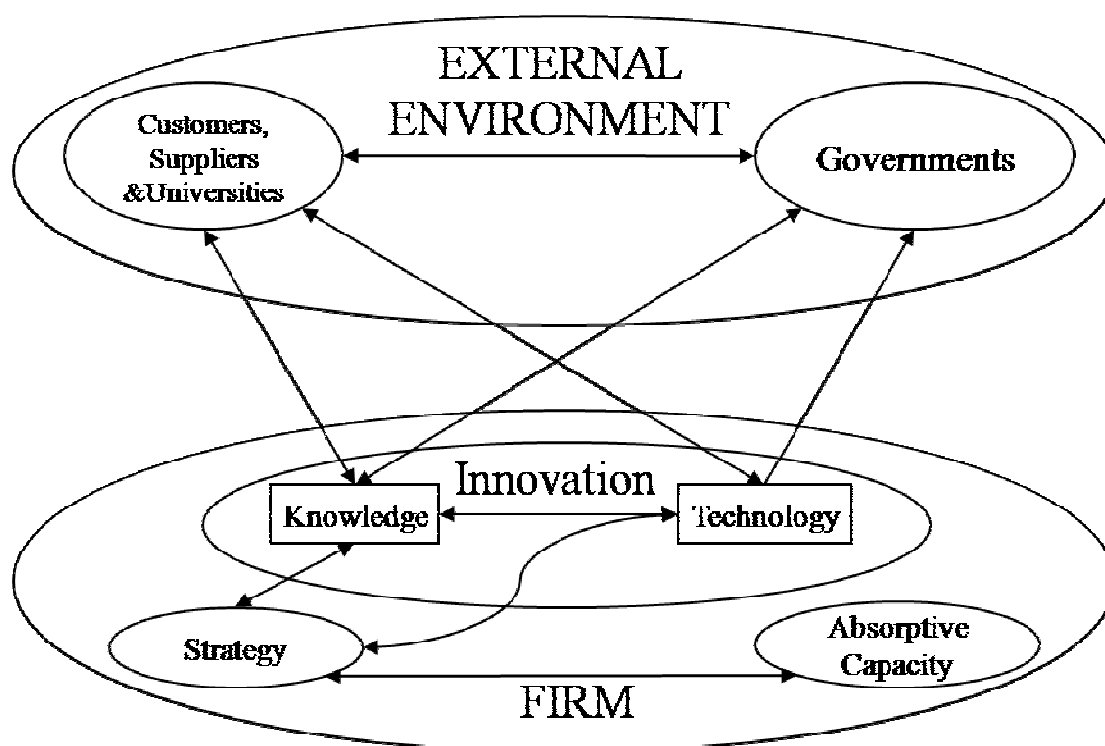 EXTERNAL
ENVIRONMENT
Customers,
Suppliers
&Universities
Governments
Innovation
Knowledge
Technology
Strategy
Absorptive
Capacity
FIRM